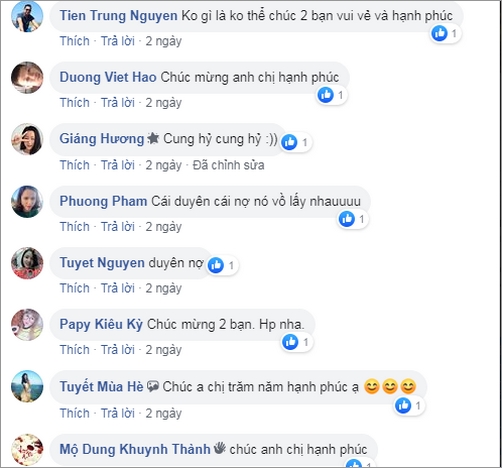 Tien Trung Nguyen Ko gì là ko thể chúc 2 bạn vui vẻ và hạnh phúc
1
Thích · Trả lời · 2 ngày
Duong Viet Hao Chúc mừng anh chị hạnh phúc
1
Thích · Trả lời · 2 ngày
Giáng Hương Cung hỷ cung hỷ :))
1
Thích · Trả lời · 2 ngày · Đã chỉnh sửa
Phuong Pham Cái duyên cái nợ nó vồ lấy nhauuuu
1
Thích · Trả lời · 2 ngày
Tuyet Nguyen duyên nợ
1
Thích · Trả lời · 2 ngày
Papy Kiêu Kỳ Chúc mừng 2 bạn. Hp nha.
1
Thích · Trả lời · 2 ngày
Tuyết Mùa Hè Chúc a chị trăm năm hạnh phúc ạ 😊😊😊
1
Thích · Trả lời · 2 ngày
Mộ Dung Khuynh Thành chúc anh chị hạnh phúc
1